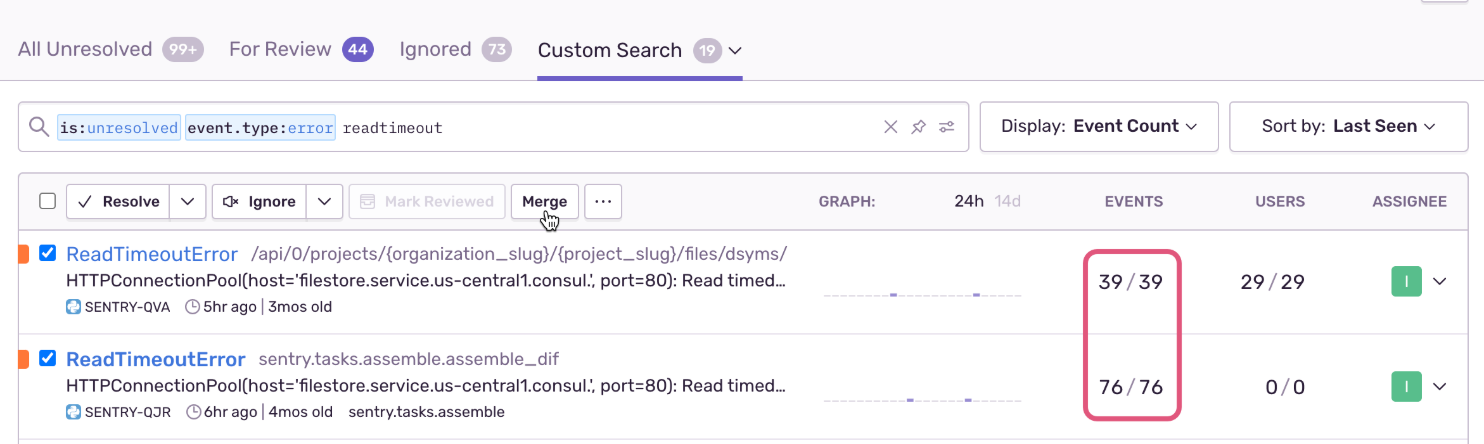 All Unresolved 99+ For Review 44 Ignored 73 Custom Search 19
is:unresolved event.type:error readtimeout Display: Event Count Sort by: Last Seen
Resolve Ignore Mark Reviewed Merge ... GRAPH: 24h 14d EVENTS USERS ASSIGNEE
ReadTimeoutError /api/0/projects/{organization_slug}/{project_slug}/files/dsyms/
HTTPConnectionPool(host='filestore.service.us-central1.consul.', port=80): Read timed... 39/39 29/29 I
SENTRY-QVA 5hr ago | 3mos old
ReadTimeoutError sentry.tasks.assemble.assemble_dif
HTTPConnectionPool(host='filestore.service.us-central1.consul.', port=80): Read timed... 76/76 0/0 I
SENTRY-QJR 6hr ago | 4mos old sentry.tasks.assemble